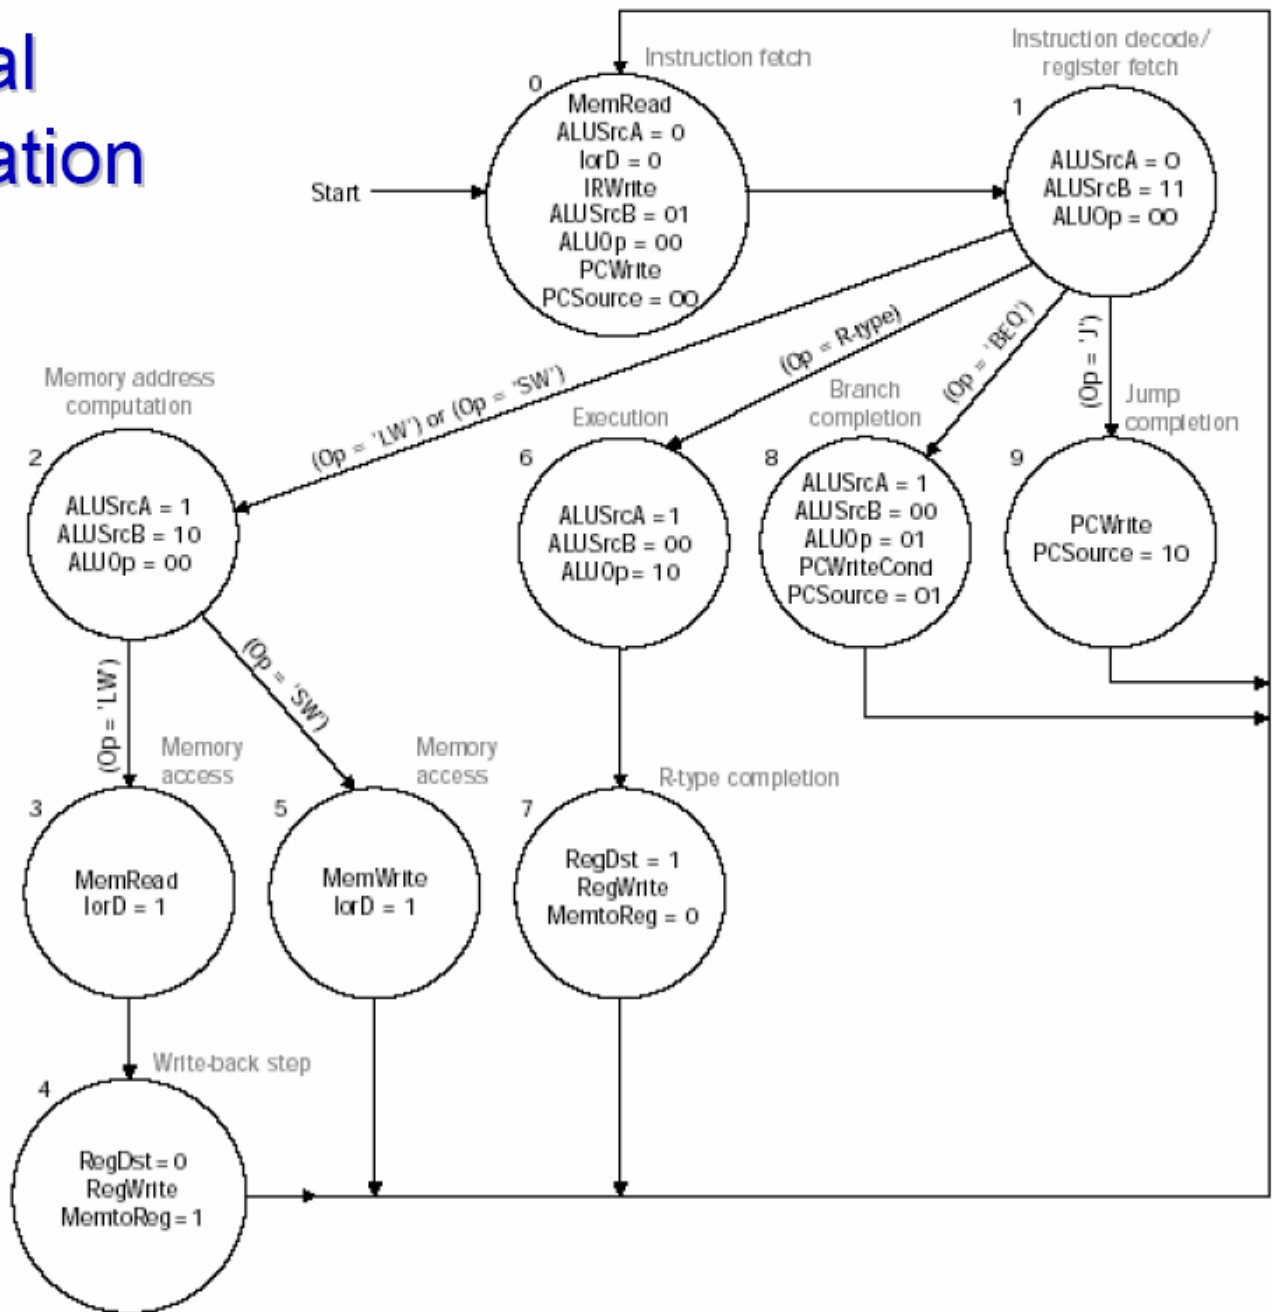 al
ation
Instruction fetch
0
MemRead
ALUSrcA = 0
IorD = 0
IRWrite
ALUSrcB = 01
ALUOp = 00
PCWrite
PCSource = 00
Start
Instruction decode/
register fetch
1
ALUSrcA = 0
ALUSrcB = 11
ALUOp = 00
(Op = 'LW') or (Op = 'SW')
(Op = R-type)
(Op = 'BEQ')
(Op = 'J')
Memory address
computation
2
ALUSrcA = 1
ALUSrcB = 10
ALUOp = 00
Execution
6
ALUSrcA = 1
ALUSrcB = 00
ALUOp = 10
Branch
completion
8
ALUSrcA = 1
ALUSrcB = 00
ALUOp = 01
PCWriteCond
PCSource = 01
Jump
completion
9
PCWrite
PCSource = 10
(Op = 'LW')
(Op = 'SW')
Memory
access
3
MemRead
IorD = 1
Memory
access
5
MemWrite
IorD = 1
R-type completion
7
RegDst = 1
RegWrite
MemtoReg = 0
Write-back step
4
RegDst = 0
RegWrite
MemtoReg = 1